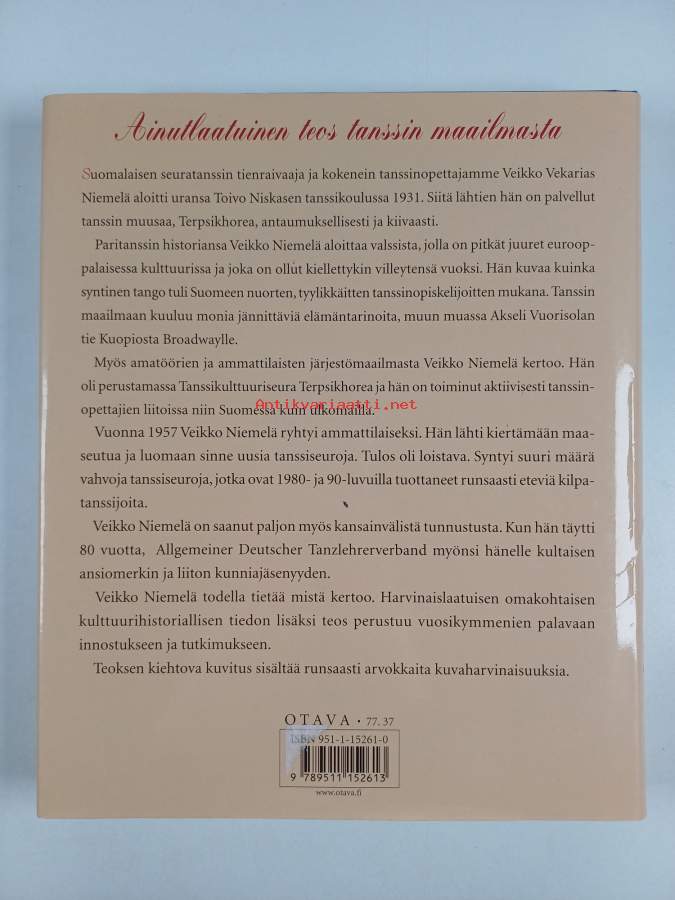 Ainutlaatuinen teos tanssin maailmasta
Suomalaisen seuratanssin tienraivaaja ja kokenein tanssinopettajamme Veikko Vekarias
Niemelä aloitti uransa Toivo Niskasen tanssikoulussa 1931. Siitä lähtien hän on palvellut
tanssin muusaa, Terpsikhorea, antaumuksellisesti ja kiivaasti.
Paritanssin historiansa Veikko Niemelä aloittaa valssista, jolla on pitkät juuret euroop-
palaisessa kulttuurissa ja joka on ollut kiellettykin villeytensä vuoksi. Hän kuvaa kuinka
syntinen tango tuli Suomeen nuorten, tyylikkäitten tanssinopiskelijoitten mukana. Tanssin
maailmaan kuuluu monia jännittäviä elämäntarinoita, muun muassa Akseli Vuorisolan
tie Kuopiosta Broadwaylle.
Myös amatöörien ja ammattilaisten järjestömaailmasta Veikko Niemelä kertoo. Hän
oli perustamassa Tanssikulttuuriseura Terpsikhorea ja hän on toiminut aktiivisesti tanssin-
opettajien liitoissa niin Suomessa kuin ulkomailla.
Antikvariaatti.net
Vuonna 1957 Veikko Niemelä ryhtyi ammattilaiseksi. Hän lähti kiertämään maa-
seutua ja luomaan sinne uusia tanssiseuroja. Tulos oli loistava. Syntyi suuri määrä
vahvoja tanssiseuroja, jotka ovat 1980- ja 90-luvuilla tuottaneet runsaasti eteviä kilpa-
tanssijoita.
Veikko Niemelä on saanut paljon myös kansainvälistä tunnustusta. Kun hän täytti
80 vuotta, Allgemeiner Deutscher Tanzlehrerverband myönsi hänelle kultaisen
ansiomerkin ja liiton kunniajäsenyyden.
Veikko Niemelä todella tietää mistä kertoo. Harvinaislaatuisen omakohtaisen
kulttuurihistoriallisen tiedon lisäksi teos perustuu vuosikymmenien palavaan
innostukseen ja tutkimukseen.
Teoksen kiehtova kuvitus sisältää runsaasti arvokkaita kuvaharvinaisuuksia.
OTAVA • 77.37
ISBN 951-1-15261-0
9 789511 152613
www.otava.fi